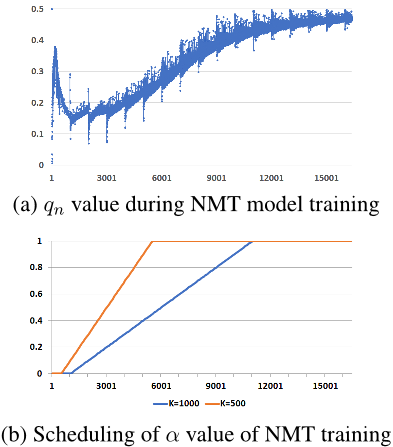 0.5
0.4
0.3
0.2
0.1
0
1 3001 6001 9001 12001 15001
(a) qₙ value during NMT model training
1
0.8
0.6
0.4
0.2
0
1 3001 6001 9001 12001 15001
K=1000 K=500
(b) Scheduling of α value of NMT training